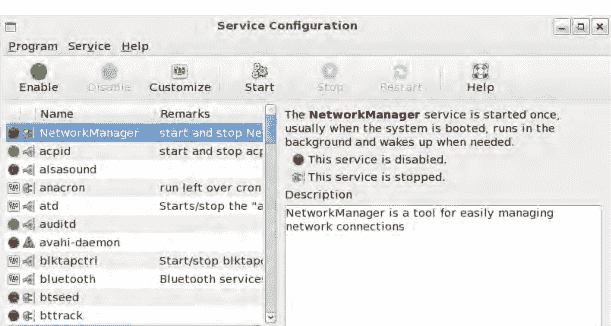 Service Configuration
Program Service Help
Enable Disable Customize Start Stop Restart Help
Name Remarks
NetworkManager start and stop Ne
acpid start and stop acp
alsasound
anacron run left over cron
atd Starts/stop the "a
auditd
avahi-daemon
blktapctrl Start/stop blktapc
bluetooth Bluetooth services
btseed
bttrack
The NetworkManager service is started once,
usually when the system is booted, runs in the
background and wakes up when needed.
This service is disabled.
This service is stopped.
Description
NetworkManager is a tool for easily managing
network connections